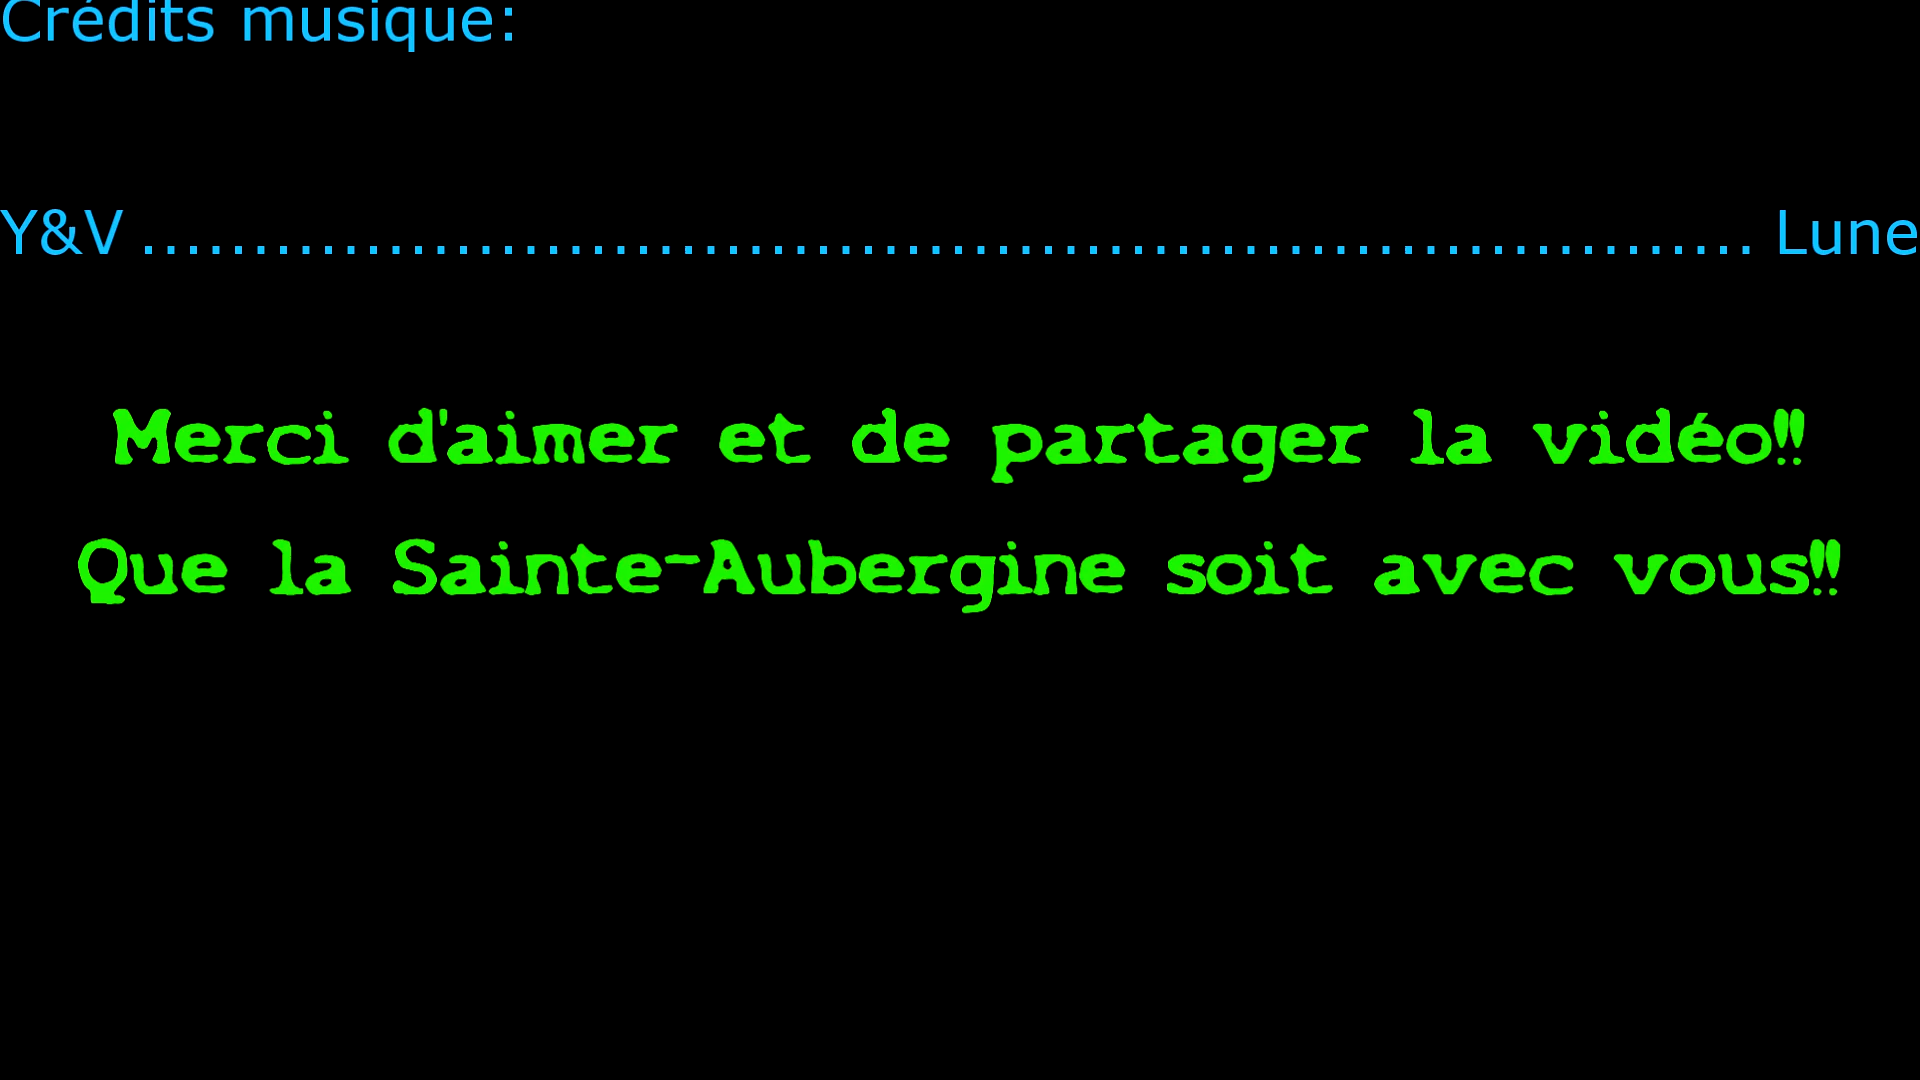 Crédits musique:
Y&V ........................................................................ Lune
Merci d'aimer et de partager la vidéo!!
Que la Sainte-Aubergine soit avec vous!!